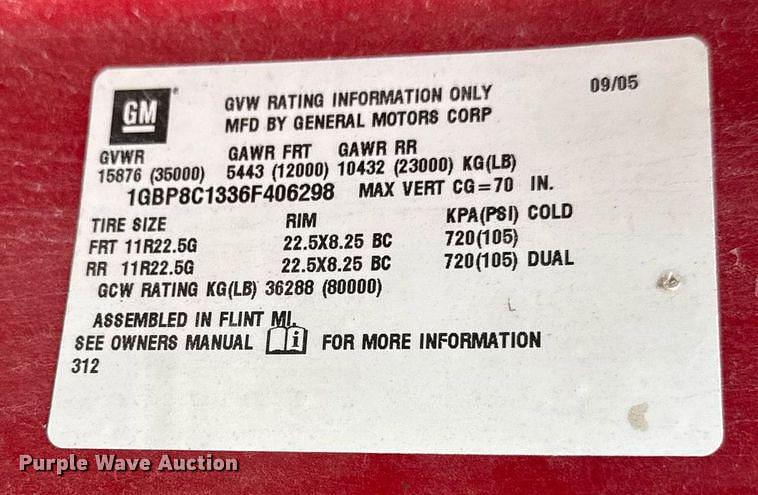 GM
GVW RATING INFORMATION ONLY 09/05
MFD BY GENERAL MOTORS CORP
GVWR GAWR FRT GAWR RR
15876 (35000) 5443 (12000) 10432 (23000) KG(LB)
1GBP8C1336F406298 MAX VERT CG=70 IN.
TIRE SIZE RIM KPA(PSI) COLD
FRT 11R22.5G 22.5X8.25 BC 720(105)
RR 11R22.5G 22.5X8.25 BC 720(105) DUAL
GCW RATING KG(LB) 36288 (80000)
ASSEMBLED IN FLINT MI.
SEE OWNERS MANUAL i FOR MORE INFORMATION
312
Purple Wave Auction